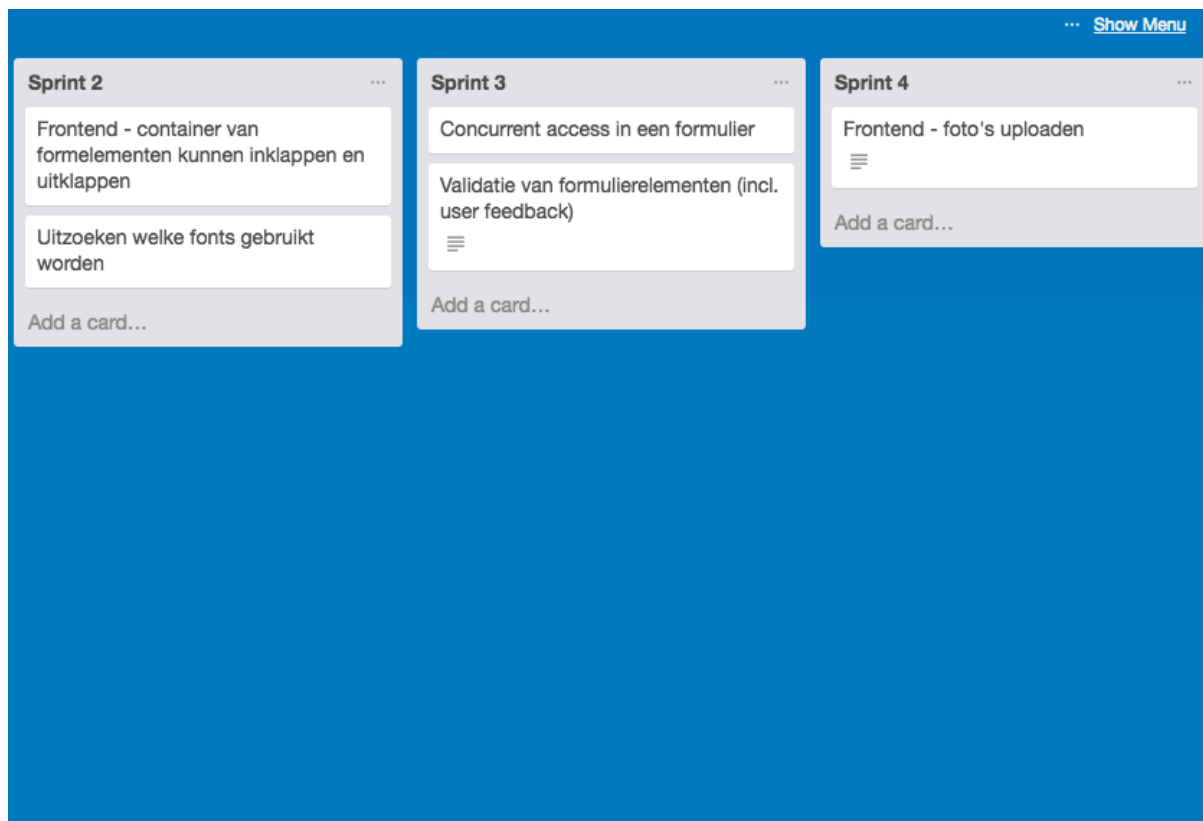 ... Show Menu
Sprint 2 ...
Frontend - container van
formelementen kunnen inklappen en
uitklappen
Uitzoeken welke fonts gebruikt
worden
Add a card...
Sprint 3 ...
Concurrent access in een formulier
Validatie van formulierelementen (incl.
user feedback)
Add a card...
Sprint 4 ...
Frontend - foto's uploaden
Add a card...